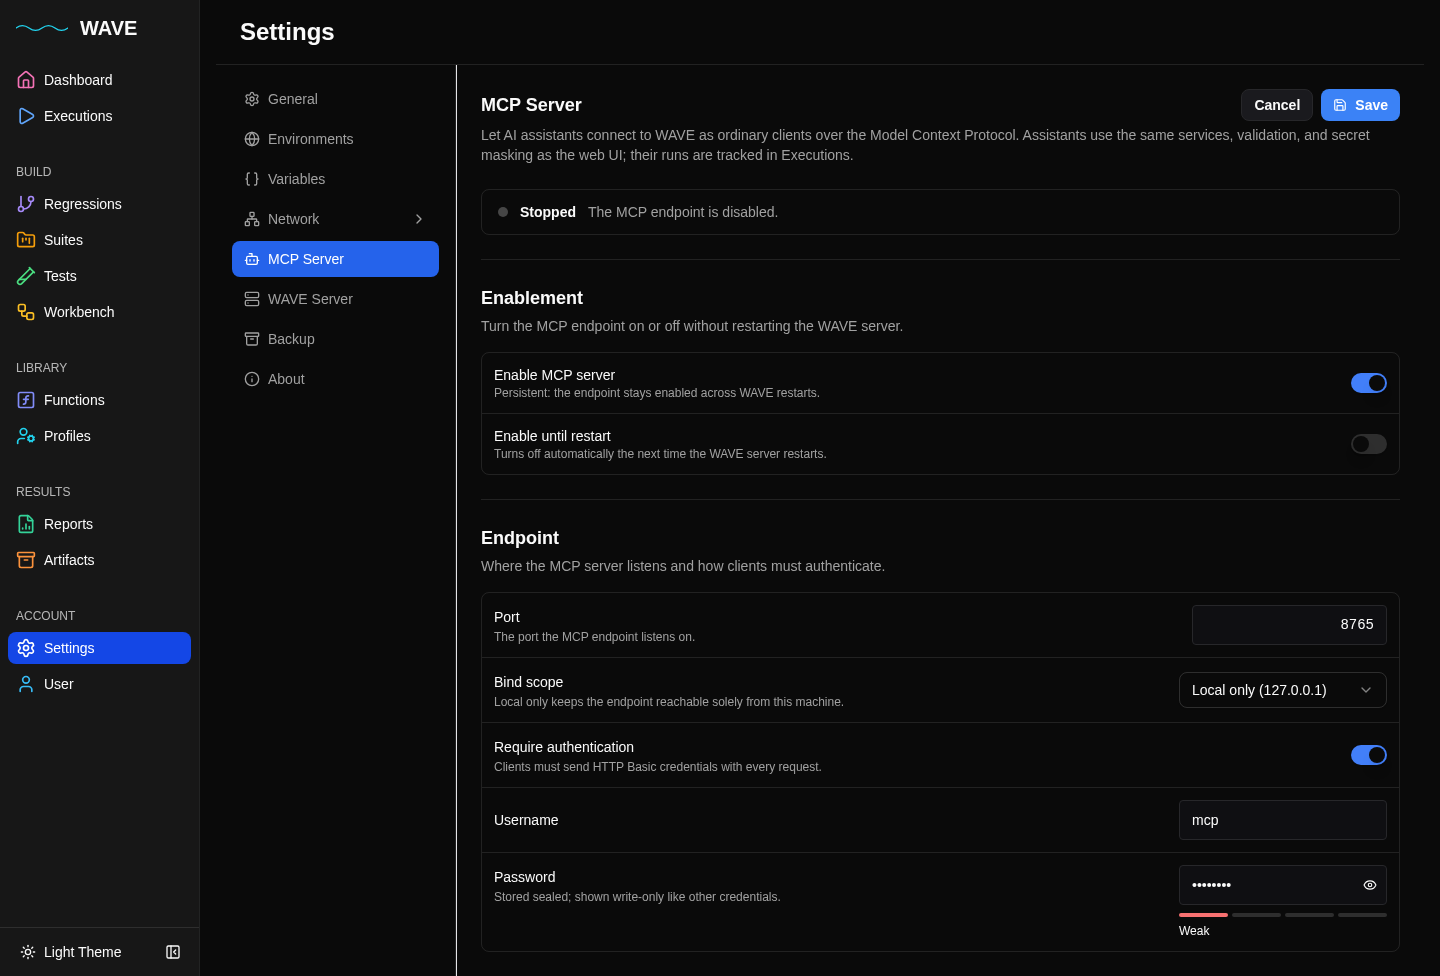 WAVE
Dashboard
Executions
BUILD
Regressions
Suites
Tests
Workbench
LIBRARY
Functions
Profiles
RESULTS
Reports
Artifacts
ACCOUNT
Settings
User
Light Theme
Settings
General
Environments
Variables
Network
MCP Server
WAVE Server
Backup
About
MCP Server
Cancel
Save
Let AI assistants connect to WAVE as ordinary clients over the Model Context Protocol. Assistants use the same services, validation, and secret
masking as the web UI; their runs are tracked in Executions.
Stopped The MCP endpoint is disabled.
Enablement
Turn the MCP endpoint on or off without restarting the WAVE server.
Enable MCP server
Persistent: the endpoint stays enabled across WAVE restarts.
Enable until restart
Turns off automatically the next time the WAVE server restarts.
Endpoint
Where the MCP server listens and how clients must authenticate.
Port
The port the MCP endpoint listens on.
8765
Bind scope
Local only keeps the endpoint reachable solely from this machine.
Local only (127.0.0.1)
Require authentication
Clients must send HTTP Basic credentials with every request.
Username
mcp
Password
Stored sealed; shown write-only like other credentials.
••••••••
Weak